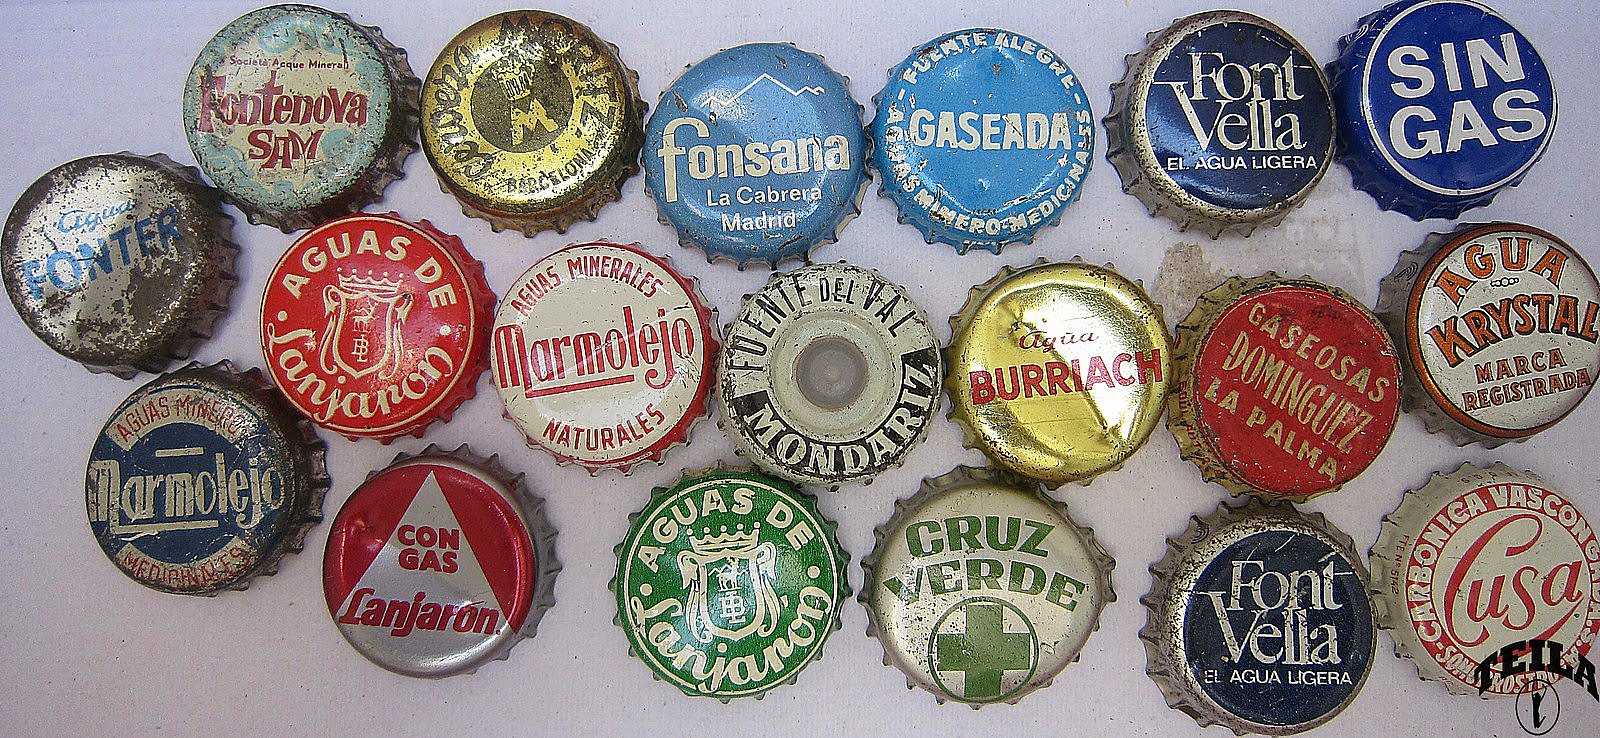 Società Acque Minerali
Fontenova
SAM
MORITZ
BARCELONA
M
fonsana
La Cabrera
Madrid
FUENTE ALEGRE
GASEADA
AGUAS MINERO-MEDICINALES
Font
Vella
EL AGUA LIGERA
SIN
GAS
Agua
FONTER
AGUAS DE
Lanjarón
AGUAS MINERALES
Marmolejo
NATURALES
FUENTE DEL VAL
MONDARIZ
Agua
BURRIACH
GASEOSAS
DOMINGUEZ
LA PALMA
AGUA
KRYSTAL
MARCA
REGISTRADA
AGUAS MINERO
Marmolejo
MEDICINALES
CON
GAS
Lanjarón
AGUAS DE
Lanjarón
CRUZ
VERDE
Font
Vella
EL AGUA LIGERA
CARBONICA VASCONGADA
Cusa
TEILA